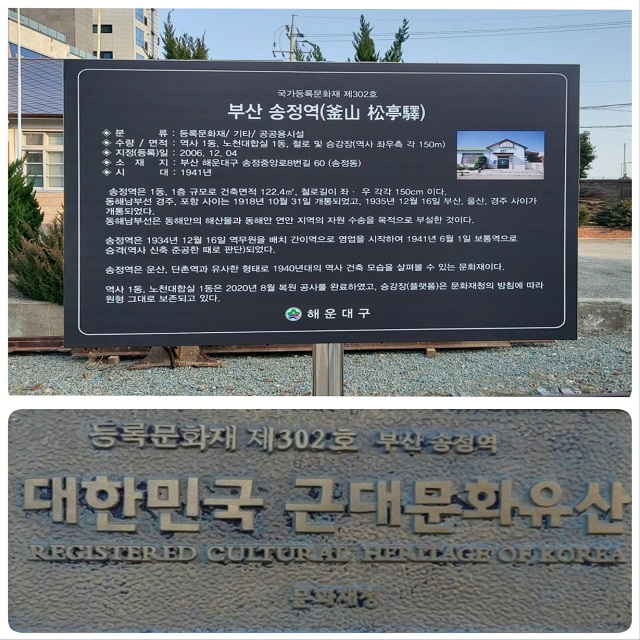 국가등록문화재 제302호
부산 송정역(釜山 松亭驛)
◈ 분 류 : 등록문화재/ 기타/ 공공용시설
◈ 수량 / 면적 : 역사 1동, 노천대합실 1동, 철로 및 승강장(역사 좌우측 각 150m)
◈ 지정(등록)일 : 2006. 12. 04
◈ 소 재 지 : 부산 해운대구 송정중앙로8번길 60 (송정동)
◈ 시 대 : 1941년
송정역은 1동, 1층 규모로 건축면적 122.4㎡, 철로길이 좌 · 우 각각 150cm 이다.
동해남부선 경주, 포항 사이는 1918년 10월 31일 개통되었고, 1935년 12월 16일 부산, 울산, 경주 사이가
개통되었다.
동해남부선은 동해안의 해산물과 동해안 연안 지역의 자원 수송을 목적으로 부설한 것이다.
송정역은 1934년 12월 16일 역무원을 배치 간이역으로 영업을 시작하여 1941년 6월 1일 보통역으로
승격(역사 신축 준공한 때로 판단)되었다.
송정역은 운산, 단촌역과 유사한 형태로 1940년대의 역사 건축 모습을 살펴볼 수 있는 문화재이다.
역사 1동, 노천대합실 1동은 2020년 8월 복원 공사를 완료하였고, 승강장(플랫폼)은 문화재청의 방침에 따라
원형 그대로 보존되고 있다.
해운대구
등록문화재 제302호 부산 송정역
대한민국 근대문화유산
REGISTERED CULTURAL HERITAGE OF KOREA
문화재청